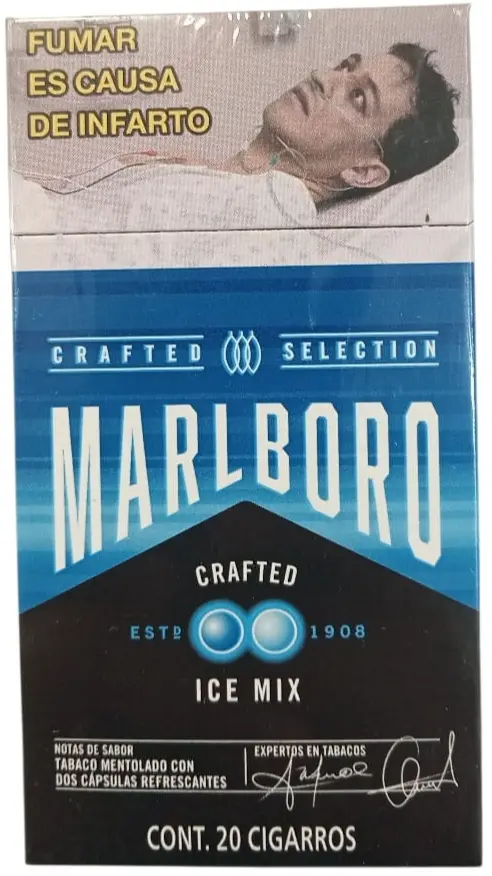 FUMAR
ES CAUSA
DE INFARTO
CRAFTED SELECTION
MARLBORO
CRAFTED
ESTD 1908
ICE MIX
NOTAS DE SABOR
TABACO MENTOLADO CON
DOS CÁPSULAS REFRESCANTES
EXPERTOS EN TABACOS
CONT. 20 CIGARROS